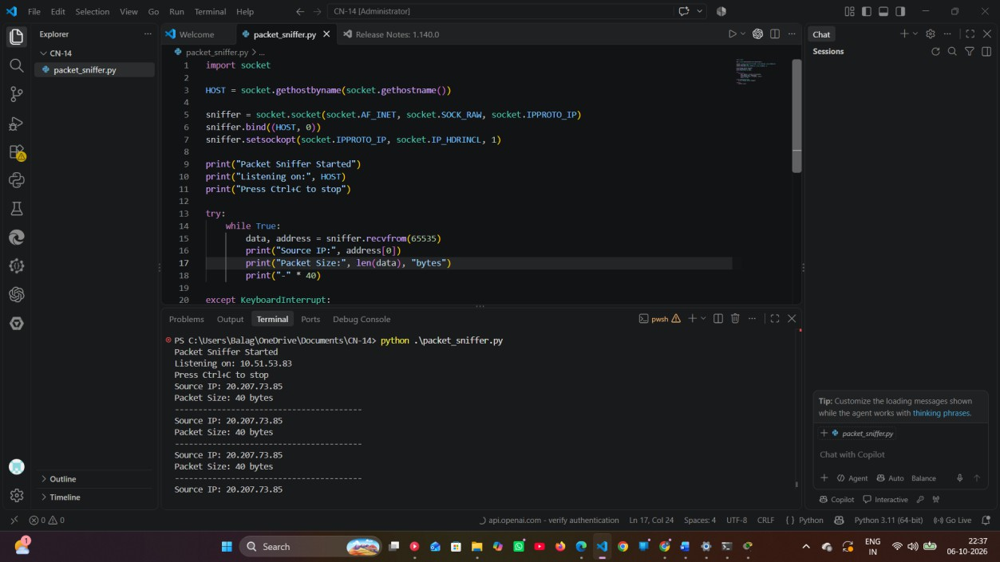 File Edit Selection View Go Run Terminal Help
CN-14 [Administrator]
Explorer
CN-14
packet_sniffer.py
Outline
Timeline
Welcome
packet_sniffer.py
Release Notes: 1.140.0
packet_sniffer.py > ...
1 import socket
2
3 HOST = socket.gethostbyname(socket.gethostname())
4
5 sniffer = socket.socket(socket.AF_INET, socket.SOCK_RAW, socket.IPPROTO_IP)
6 sniffer.bind((HOST, 0))
7 sniffer.setsockopt(socket.IPPROTO_IP, socket.IP_HDRINCL, 1)
8
9 print("Packet Sniffer Started")
10 print("Listening on:", HOST)
11 print("Press Ctrl+C to stop")
12
13 try:
14 while True:
15 data, address = sniffer.recvfrom(65535)
16 print("Source IP:", address[0])
17 print("Packet Size:", len(data), "bytes")
18 print("-" * 40)
19
20 except KeyboardInterrupt:
Problems Output Terminal Ports Debug Console
pwsh
PS C:\Users\Balag\OneDrive\Documents\CN-14> python .\packet_sniffer.py
Packet Sniffer Started
Listening on: 10.51.53.83
Press Ctrl+C to stop
Source IP: 20.207.73.85
Packet Size: 40 bytes
----------------------------------------
Source IP: 20.207.73.85
Packet Size: 40 bytes
----------------------------------------
Source IP: 20.207.73.85
Packet Size: 40 bytes
----------------------------------------
Source IP: 20.207.73.85
Chat
Sessions
Tip: Customize the loading messages shown
while the agent works with thinking phrases.
packet_sniffer.py
Chat with Copilot
Agent Auto Balance
Copilot Interactive
0 0
api.openai.com - verify authentication Ln 17, Col 24 Spaces: 4 UTF-8 CRLF { } Python Python 3.11 (64-bit) Go Live
1
Search
ENG
IN
22:37
06-10-2026